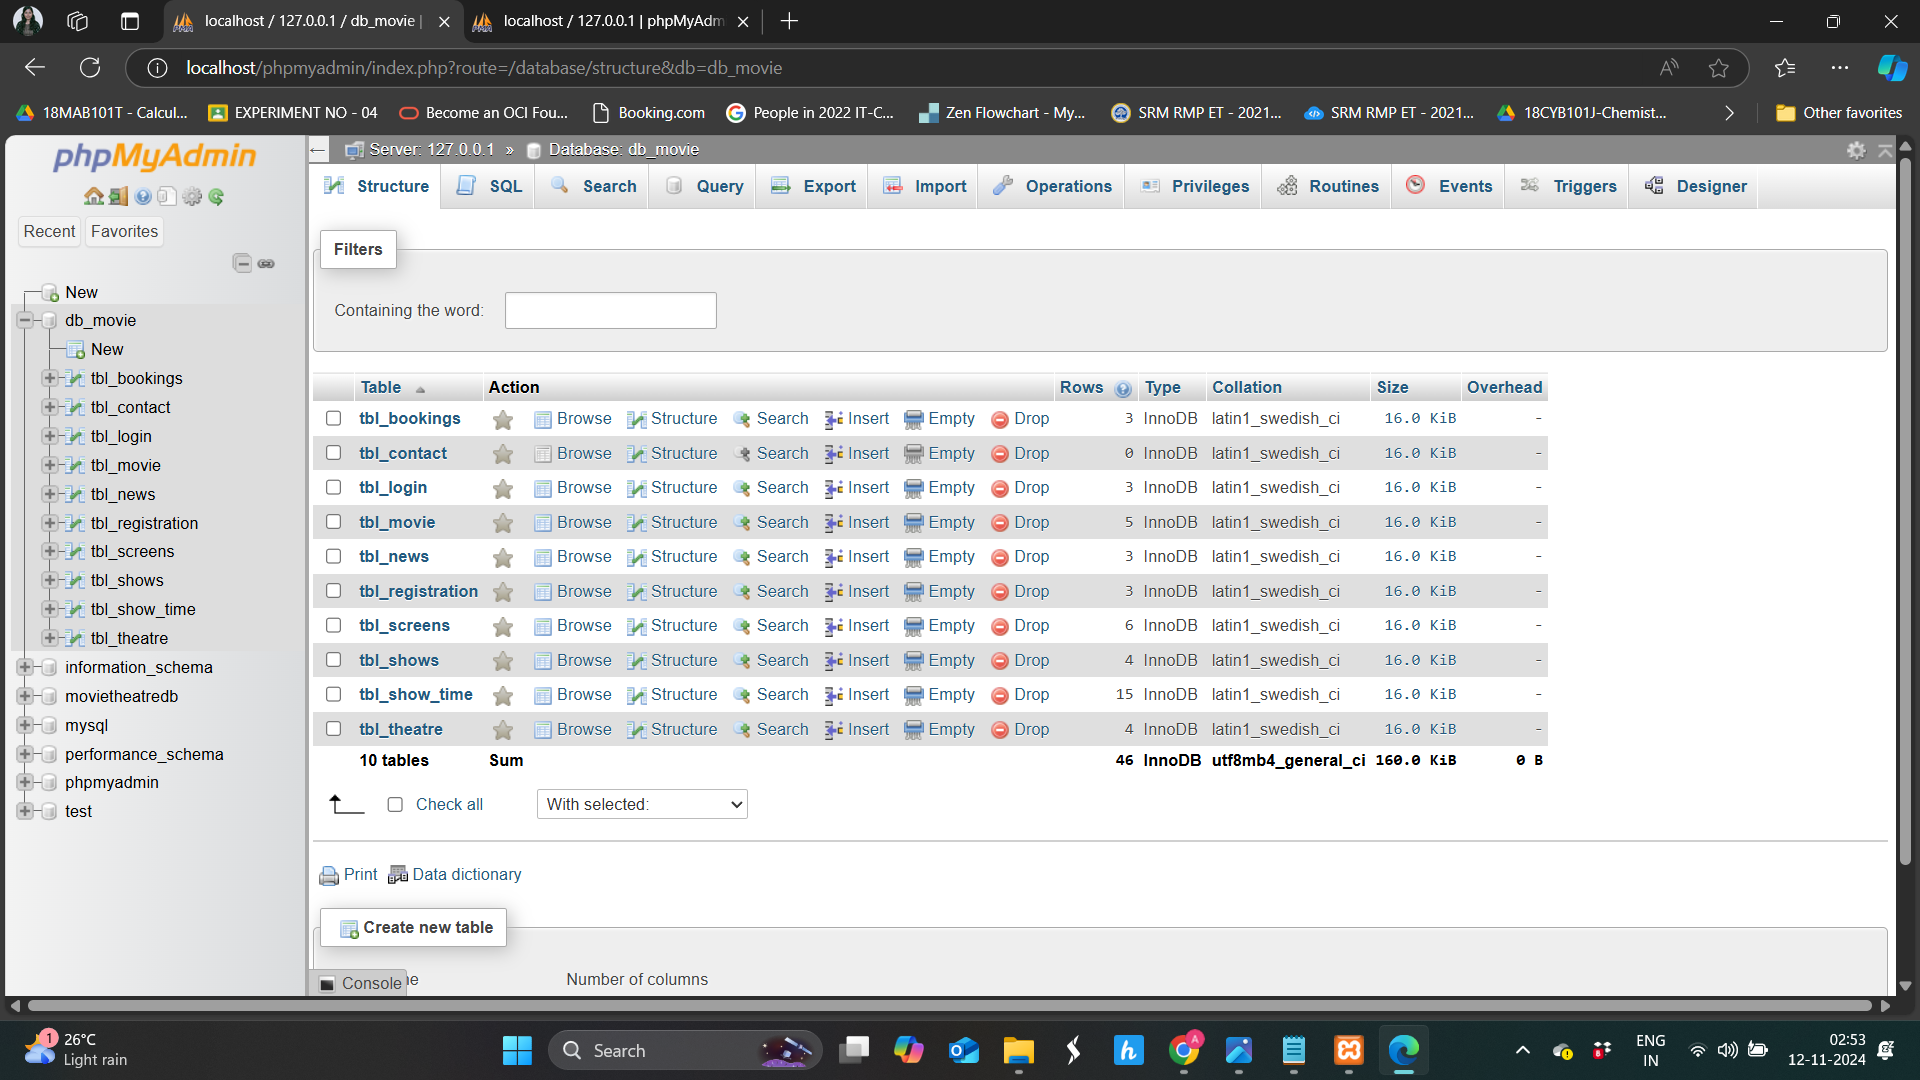 localhost / 127.0.0.1 / db_movie |
localhost / 127.0.0.1 | phpMyAdm
localhost/phpmyadmin/index.php?route=/database/structure&db=db_movie
18MAB101T - Calcul...
EXPERIMENT NO - 04
Become an OCI Fou...
Booking.com
People in 2022 IT-C...
Zen Flowchart - My...
SRM RMP ET - 2021...
SRM RMP ET - 2021...
18CYB101J-Chemist...
Other favorites
phpMyAdmin
Recent
Favorites
New
db_movie
New
tbl_bookings
tbl_contact
tbl_login
tbl_movie
tbl_news
tbl_registration
tbl_screens
tbl_shows
tbl_show_time
tbl_theatre
information_schema
movietheatredb
mysql
performance_schema
phpmyadmin
test
Server: 127.0.0.1 » Database: db_movie
Structure SQL Search Query Export Import Operations Privileges Routines Events Triggers Designer
Filters
Containing the word:
Table Action Rows Type Collation Size Overhead
tbl_bookings Browse Structure Search Insert Empty Drop 3 InnoDB latin1_swedish_ci 16.0 KiB -
tbl_contact Browse Structure Search Insert Empty Drop 0 InnoDB latin1_swedish_ci 16.0 KiB -
tbl_login Browse Structure Search Insert Empty Drop 3 InnoDB latin1_swedish_ci 16.0 KiB -
tbl_movie Browse Structure Search Insert Empty Drop 5 InnoDB latin1_swedish_ci 16.0 KiB -
tbl_news Browse Structure Search Insert Empty Drop 3 InnoDB latin1_swedish_ci 16.0 KiB -
tbl_registration Browse Structure Search Insert Empty Drop 3 InnoDB latin1_swedish_ci 16.0 KiB -
tbl_screens Browse Structure Search Insert Empty Drop 6 InnoDB latin1_swedish_ci 16.0 KiB -
tbl_shows Browse Structure Search Insert Empty Drop 4 InnoDB latin1_swedish_ci 16.0 KiB -
tbl_show_time Browse Structure Search Insert Empty Drop 15 InnoDB latin1_swedish_ci 16.0 KiB -
tbl_theatre Browse Structure Search Insert Empty Drop 4 InnoDB latin1_swedish_ci 16.0 KiB -
10 tables Sum 46 InnoDB utf8mb4_general_ci 160.0 KiB 0 B
Check all With selected:
Print Data dictionary
Create new table
Console
Number of columns
1
26°C
Light rain
Search
A
ENG
IN
02:53
12-11-2024